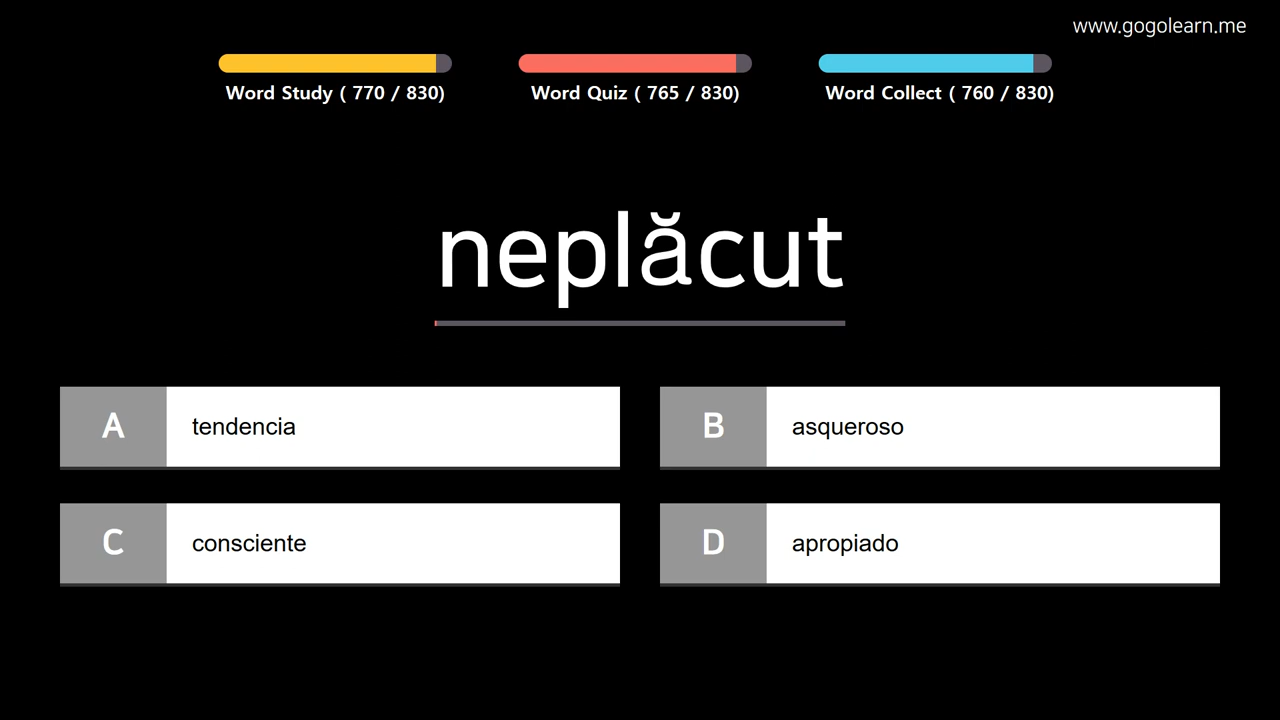 www.gogolearn.me
Word Study ( 770 / 830)
Word Quiz ( 765 / 830)
Word Collect ( 760 / 830)
neplăcut
A tendencia
B asqueroso
C consciente
D apropiado